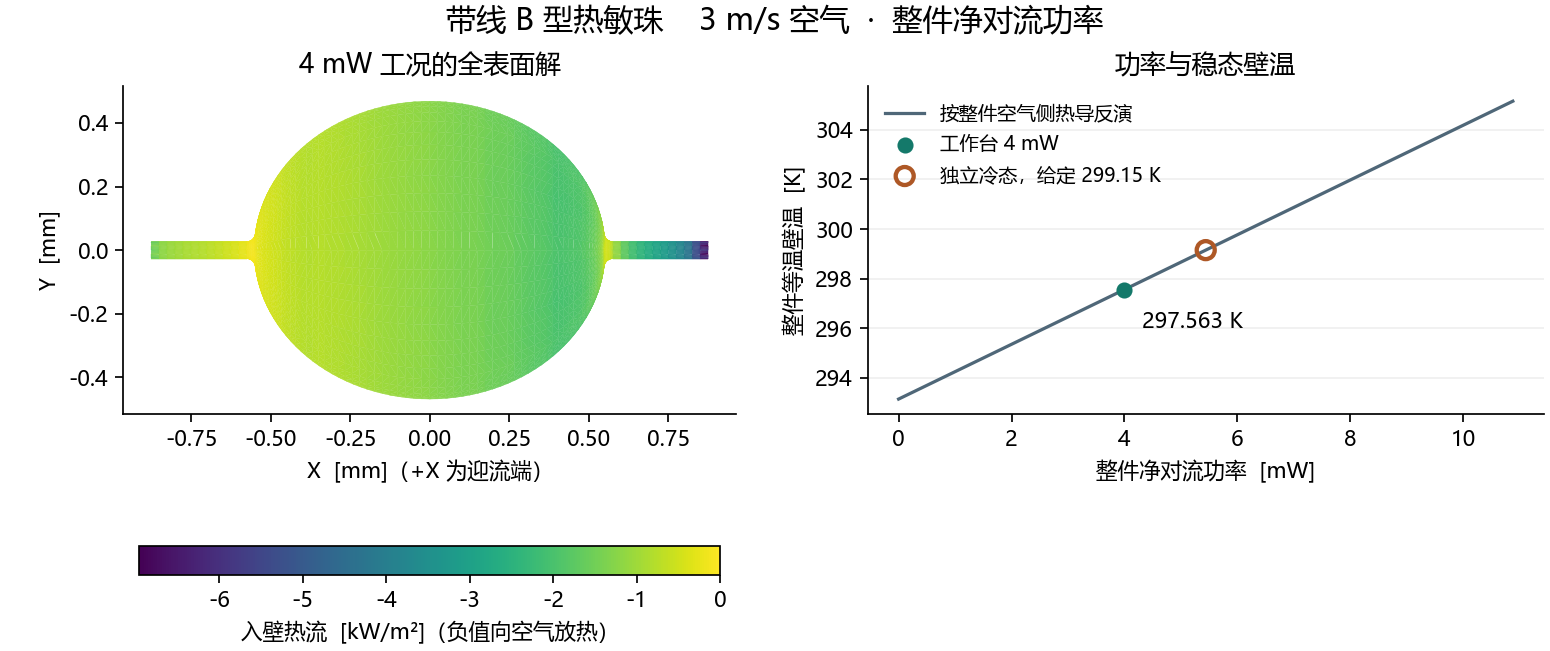 带线 B 型热敏珠    3 m/s 空气 · 整件净对流功率
4 mW 工况的全表面解
0.4
0.2
0.0
-0.2
-0.4
Y [mm]
-0.75 -0.50 -0.25 0.00 0.25 0.50 0.75
X [mm]（+X 为迎流端）
-6 -5 -4 -3 -2 -1 0
入壁热流 [kW/m²]（负值向空气放热）
功率与稳态壁温
按整件空气侧热导反演
工作台 4 mW
独立冷态，给定 299.15 K
304
302
300
298
296
294
整件等温壁温 [K]
297.563 K
0 2 4 6 8 10
整件净对流功率 [mW]